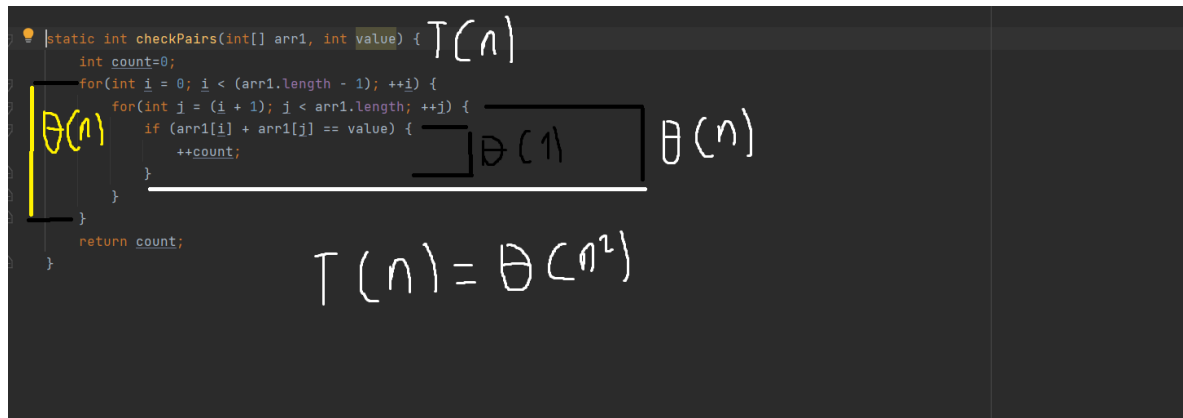 static int checkPairs(int[] arr1, int value) { T(n)
int count=0;
for(int i = 0; i < (arr1.length - 1); ++i) {
for(int j = (i + 1); j < arr1.length; ++j) {
θ(n) if (arr1[i] + arr1[j] == value) { θ(n)
++count; θ(1)
}
}
}
return count;
}
T(n) = θ(n²)